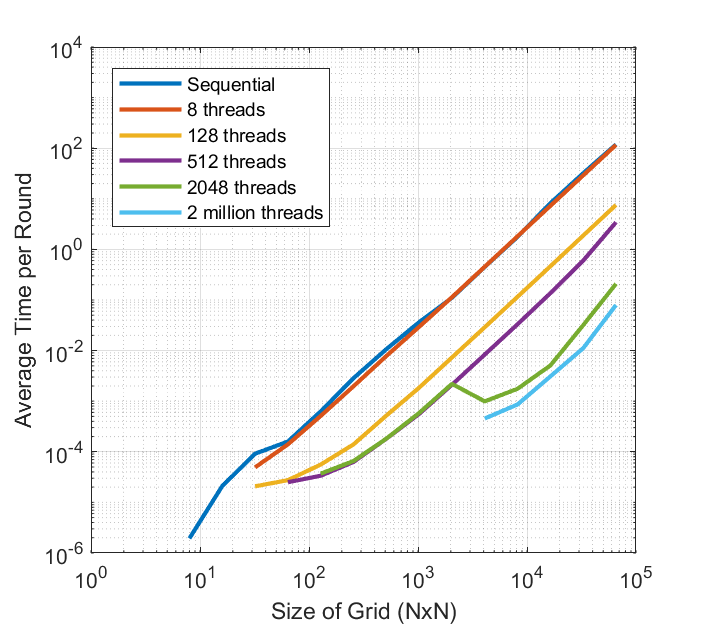 10^4
10^2
10^0
10^-2
10^-4
10^-6
Average Time per Round
Sequential
8 threads
128 threads
512 threads
2048 threads
2 million threads
10^0 10^1 10^2 10^3 10^4 10^5
Size of Grid (NxN)